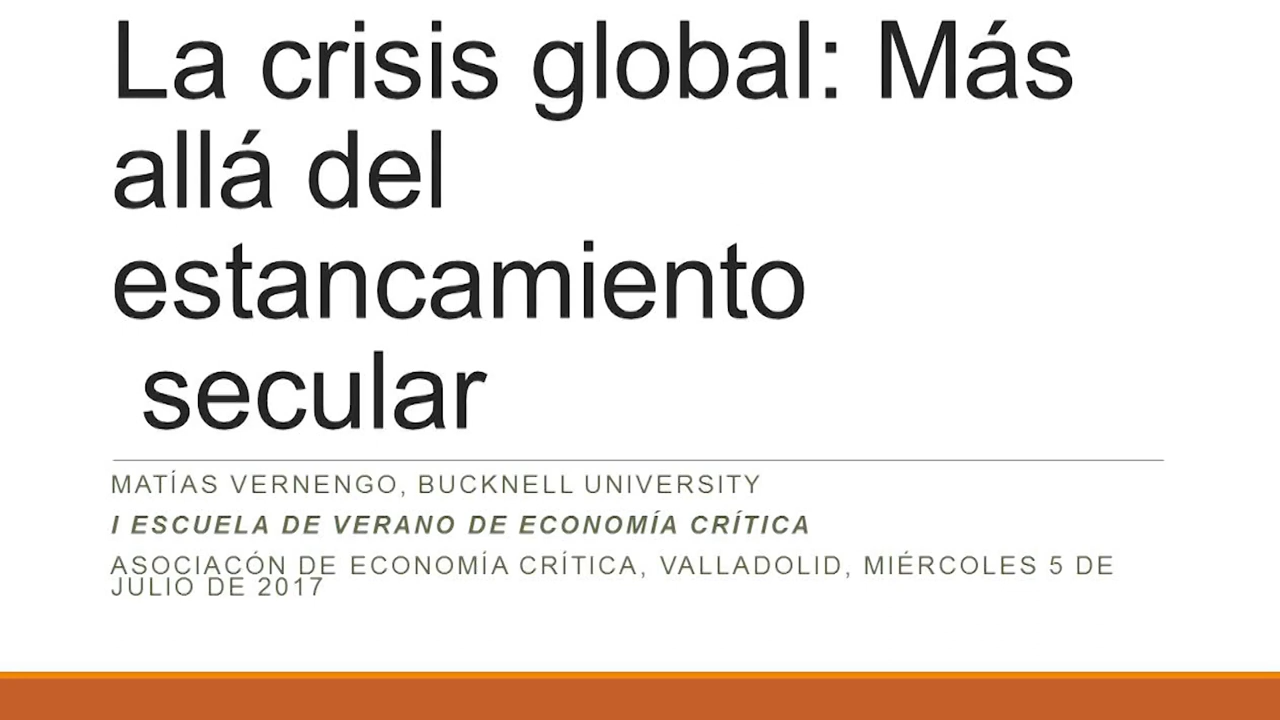 La crisis global: Más
allá del
estancamiento
secular
MATÍAS VERNENGO, BUCKNELL UNIVERSITY
I ESCUELA DE VERANO DE ECONOMÍA CRÍTICA
ASOCIACÓN DE ECONOMÍA CRÍTICA, VALLADOLID, MIÉRCOLES 5 DE
JULIO DE 2017